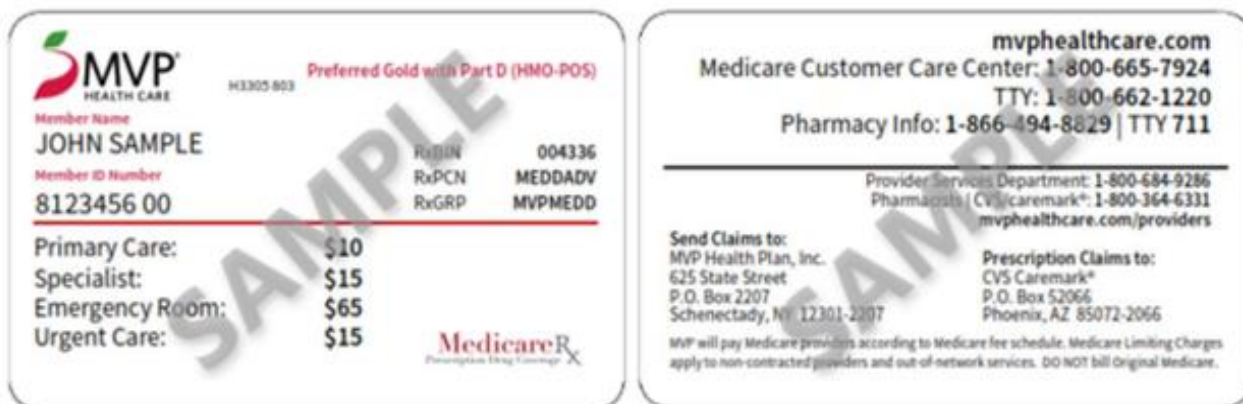 MVP
HEALTH CARE
H3305 803
Preferred Gold with Part D (HMO-POS)
Member Name
JOHN SAMPLE
Member ID Number
8123456 00
RxBIN 004336
RxPCN MEDDADV
RxGRP MVPMEDD
Primary Care: $10
Specialist: $15
Emergency Room: $65
Urgent Care: $15
MedicareRx
Prescription Drug Coverage
SAMPLE
mvphealthcare.com
Medicare Customer Care Center: 1-800-665-7924
TTY: 1-800-662-1220
Pharmacy Info: 1-866-494-8829 | TTY 711
Provider Services Department: 1-800-684-9286
Pharmacists | CVS/caremark®: 1-800-364-6331
mvphealthcare.com/providers
Send Claims to:
MVP Health Plan, Inc.
625 State Street
P.O. Box 2207
Schenectady, NY 12301-2207
Prescription Claims to:
CVS Caremark®
P.O. Box 52066
Phoenix, AZ 85072-2066
MVP will pay Medicare providers according to Medicare fee schedule. Medicare Limiting Charges
apply to non-contracted providers and out-of-network services. DO NOT bill Original Medicare.
SAMPLE